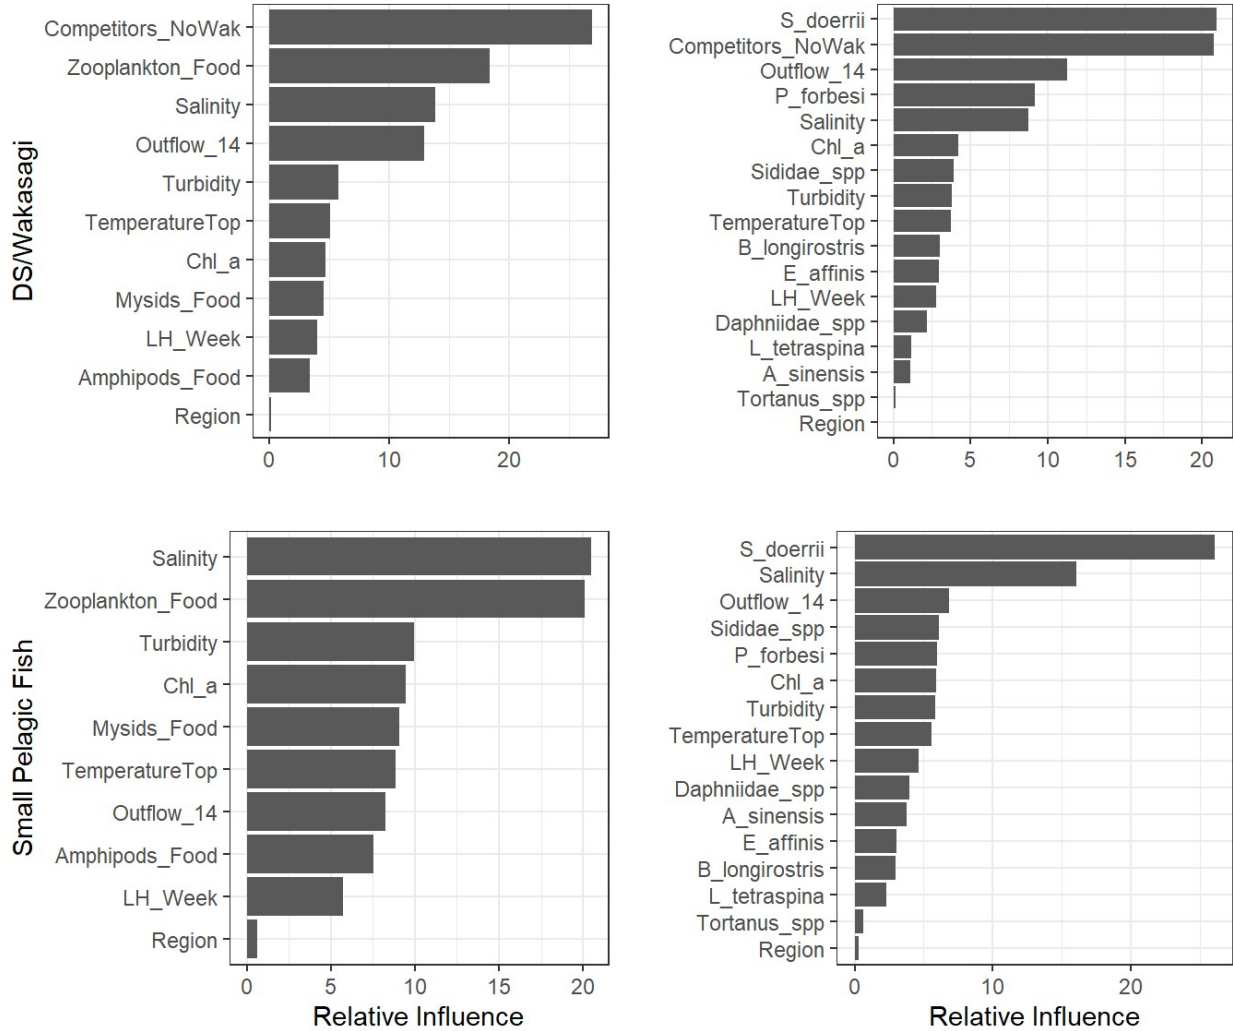 DS/Wakasagi
Competitors_NoWak
Zooplankton_Food
Salinity
Outflow_14
Turbidity
TemperatureTop
Chl_a
Mysids_Food
LH_Week
Amphipods_Food
Region
0 10 20
S_doerrii
Competitors_NoWak
Outflow_14
P_forbesi
Salinity
Chl_a
Sididae_spp
Turbidity
TemperatureTop
B_longirostris
E_affinis
LH_Week
Daphniidae_spp
L_tetraspina
A_sinensis
Tortanus_spp
Region
0 5 10 15 20
Small Pelagic Fish
Salinity
Zooplankton_Food
Turbidity
Chl_a
Mysids_Food
TemperatureTop
Outflow_14
Amphipods_Food
LH_Week
Region
0 5 10 15 20
Relative Influence
S_doerrii
Salinity
Outflow_14
Sididae_spp
P_forbesi
Chl_a
Turbidity
TemperatureTop
LH_Week
Daphniidae_spp
A_sinensis
E_affinis
B_longirostris
L_tetraspina
Tortanus_spp
Region
0 10 20
Relative Influence